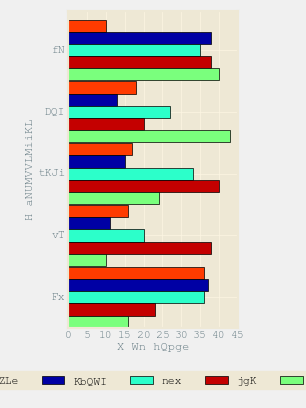 fN
DQI
tKJi
vT
Fx
H aNUMVVLMiiKL
0 5 10 15 20 25 30 35 40 45
X Wn hQpge
ZLe KbQWI nex jgK